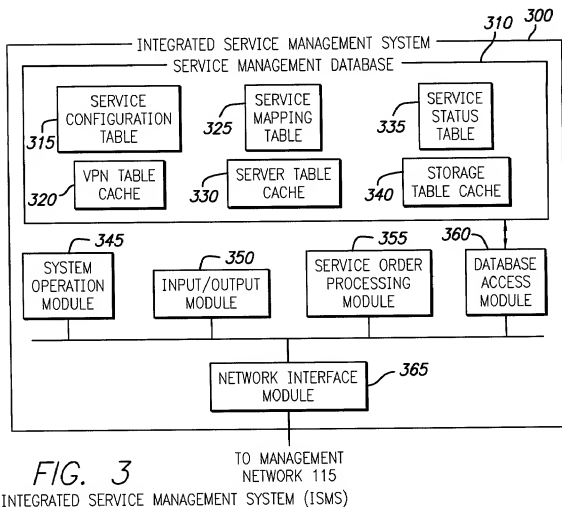 310
300
INTEGRATED SERVICE MANAGEMENT SYSTEM
SERVICE MANAGEMENT DATABASE
SERVICE
CONFIGURATION
TABLE
315
SERVICE
MAPPING
TABLE
325
SERVICE
STATUS
TABLE
335
VPN TABLE
CACHE
320
SERVER TABLE
CACHE
330
STORAGE
TABLE CACHE
340
345
SYSTEM
OPERATION
MODULE
350
INPUT/OUTPUT
MODULE
355
SERVICE ORDER
PROCESSING
MODULE
360
DATABASE
ACCESS
MODULE
NETWORK INTERFACE
MODULE
365
TO MANAGEMENT
NETWORK 115
FIG. 3
INTEGRATED SERVICE MANAGEMENT SYSTEM (ISMS)